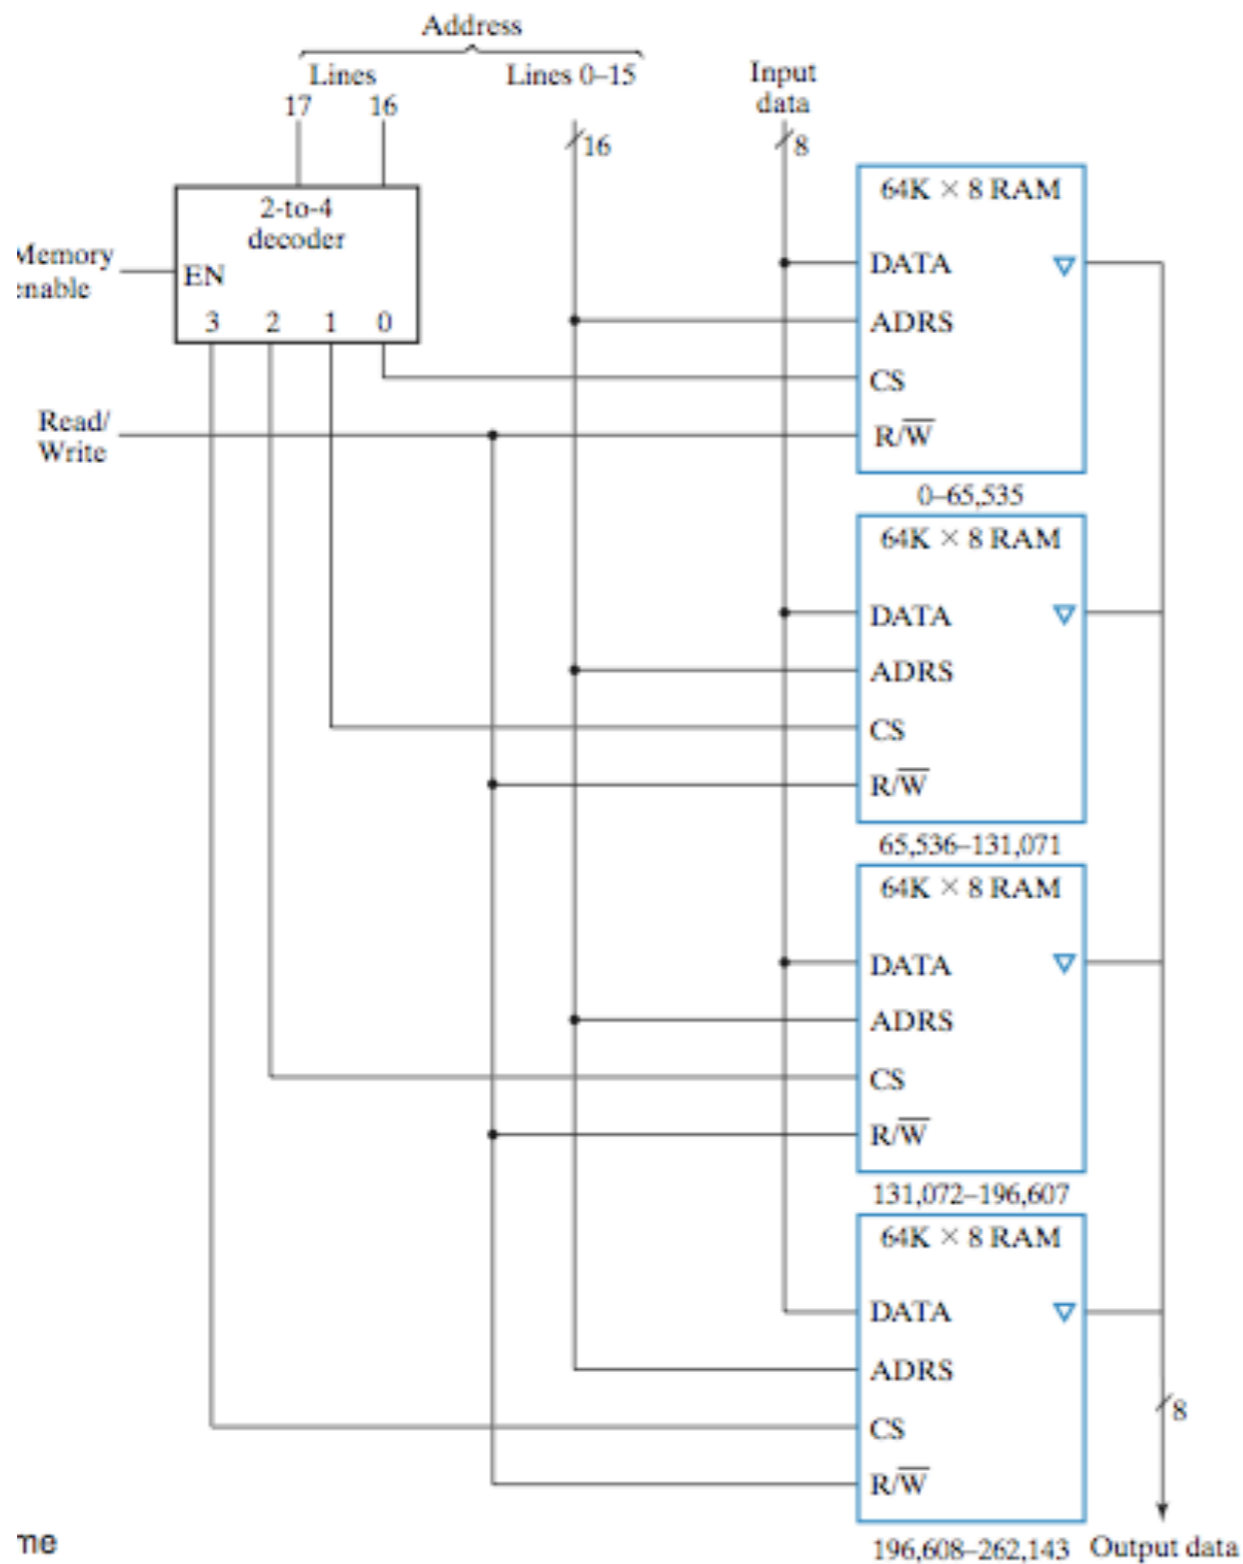 Address
Lines
Lines 0–15
17
16
Input
data
16
8
2-to-4
decoder
EN
3 2 1 0
Memory
enable
Read/
Write
64K × 8 RAM
DATA
ADRS
CS
R/W̅
0–65,535
64K × 8 RAM
DATA
ADRS
CS
R/W̅
65,536–131,071
64K × 8 RAM
DATA
ADRS
CS
R/W̅
131,072–196,607
64K × 8 RAM
DATA
ADRS
CS
R/W̅
8
196,608–262,143
Output data
me